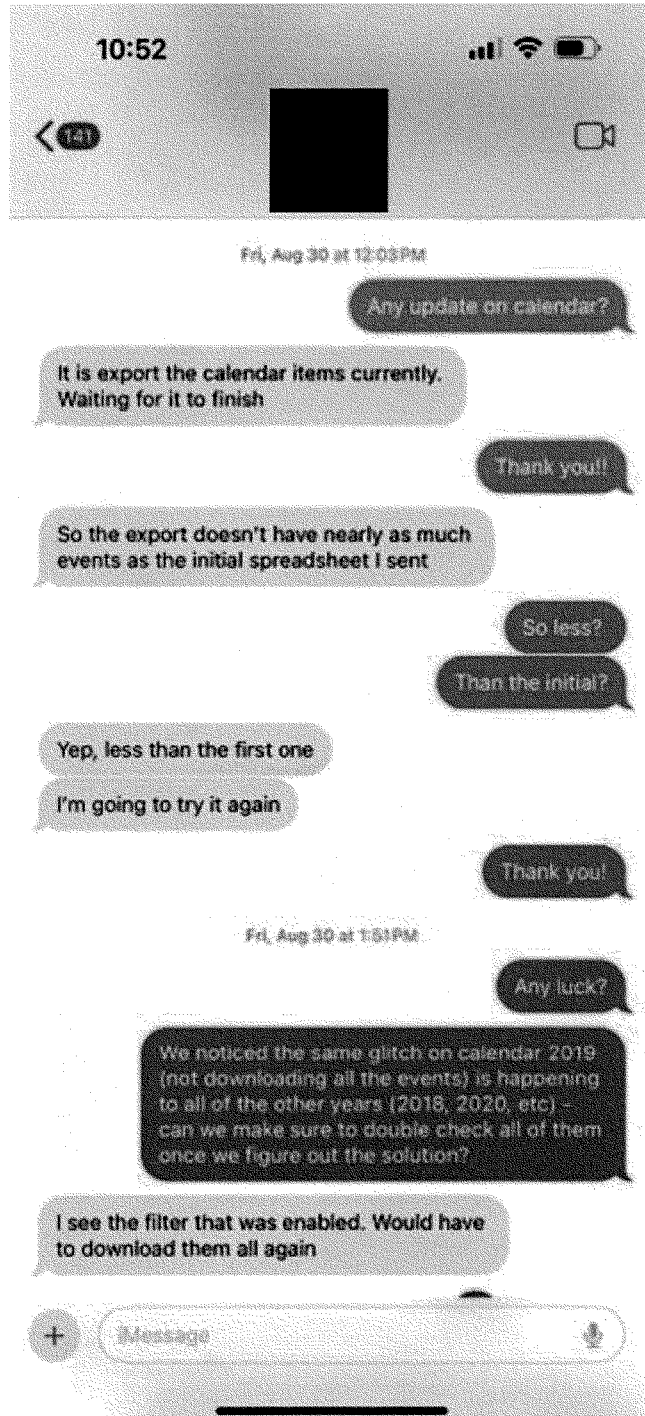 10:52
141
Fri, Aug 30 at 12:03 PM
Any update on calendar?
It is export the calendar items currently.
Waiting for it to finish
Thank you!!
So the export doesn't have nearly as much
events as the initial spreadsheet I sent
So less?
Than the initial?
Yep, less than the first one
I'm going to try it again
Thank you!
Fri, Aug 30 at 1:51 PM
Any luck?
We noticed the same glitch on calendar 2019
(not downloading all the events) is happening
to all of the other years (2018, 2020, etc) –
can we make sure to double check all of them
once we figure out the solution?
I see the filter that was enabled. Would have
to download them all again
iMessage